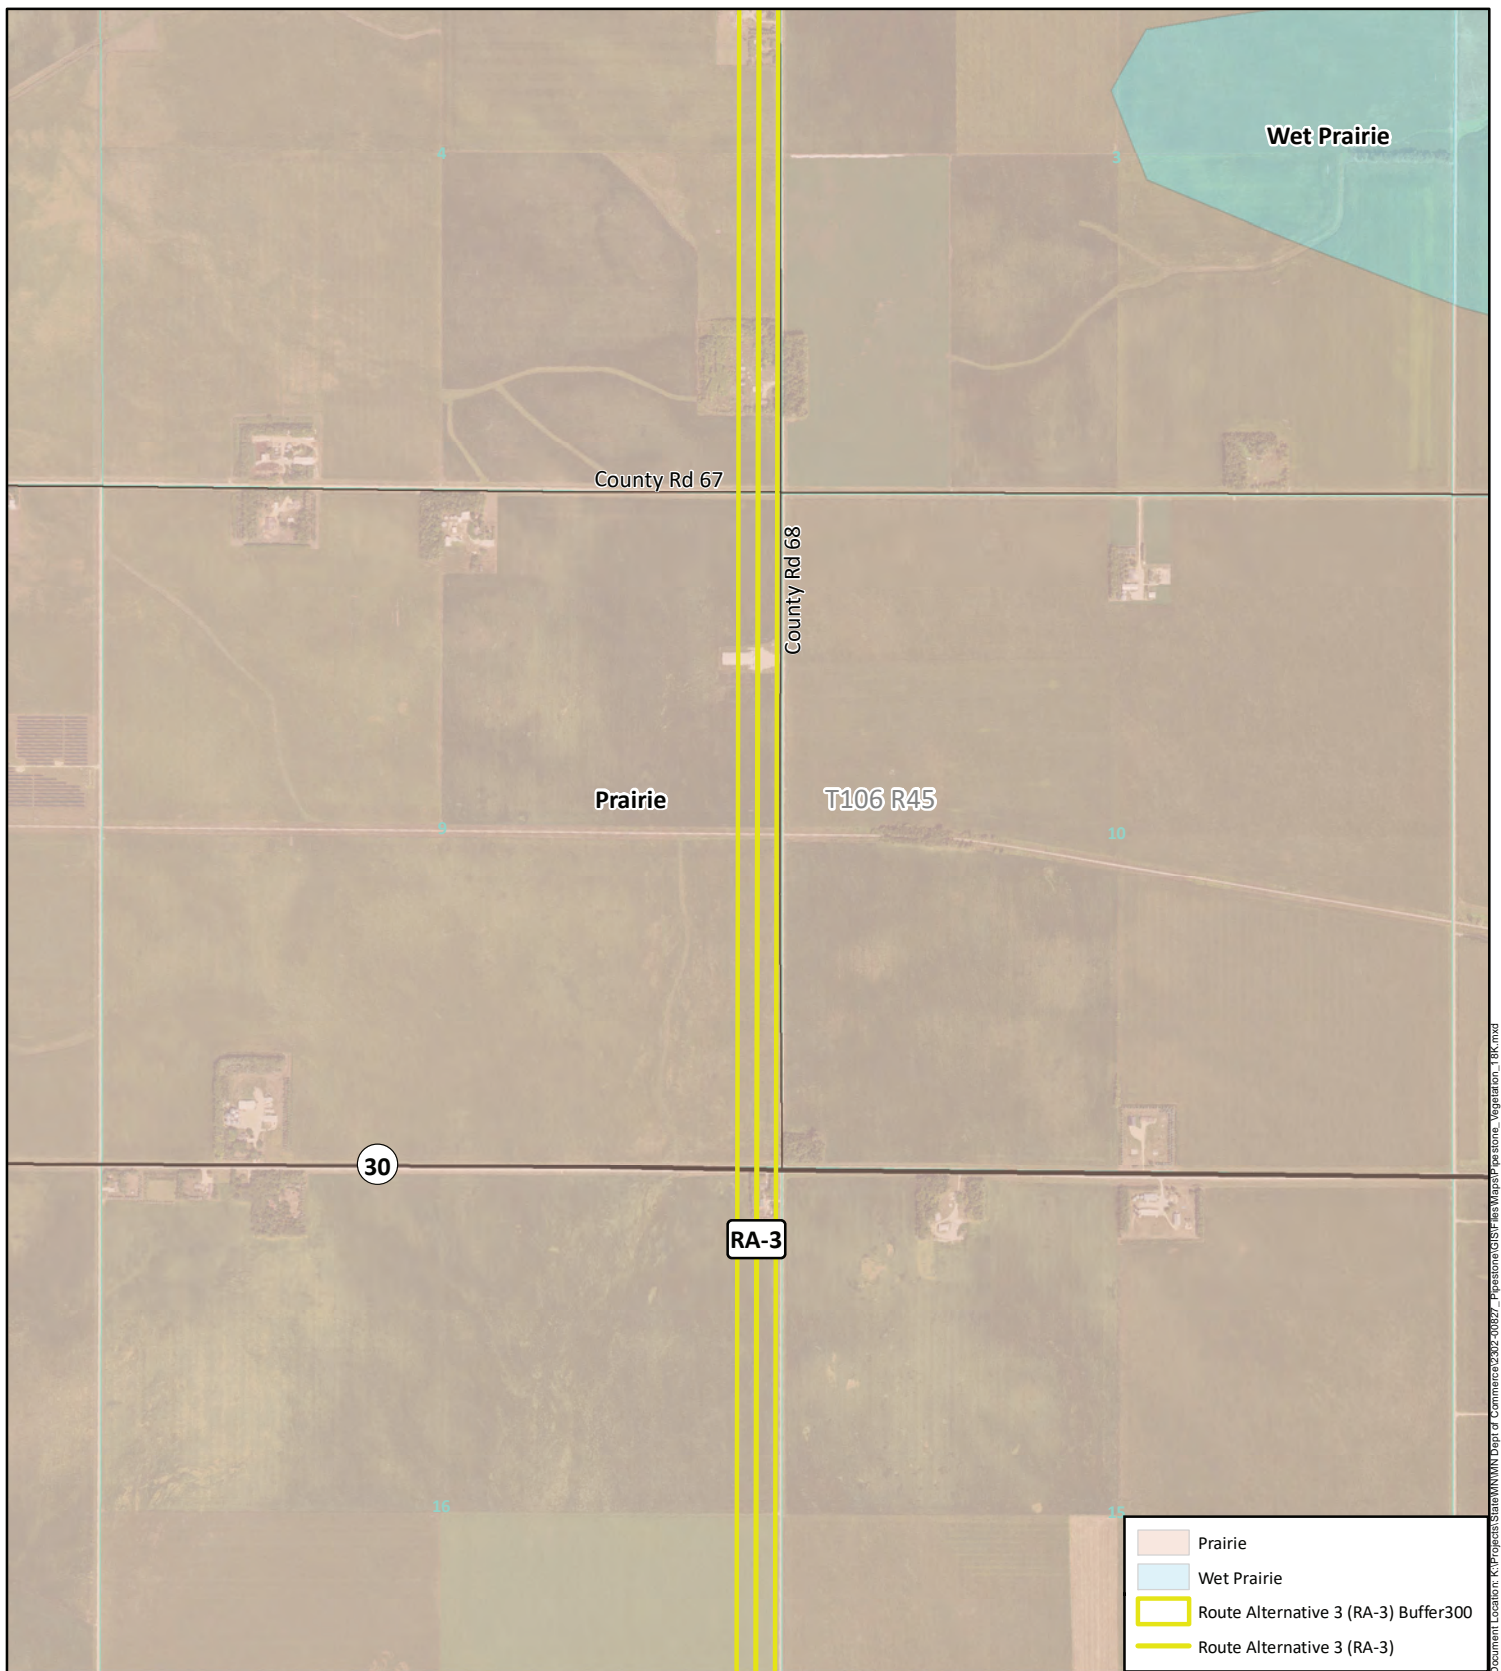 Wet Prairie
4
3
County Rd 67
County Rd 68
Prairie
T106 R45
9
10
30
RA-3
16
Prairie
Wet Prairie
Route Alternative 3 (RA-3) Buffer300
Route Alternative 3 (RA-3)
Document Location: K:\Projects\State\MN\MN Dept of Commerce\2302-00827_Pipestone\GIS\Files\Maps\Pipestone_Vegetation_18K.mxd